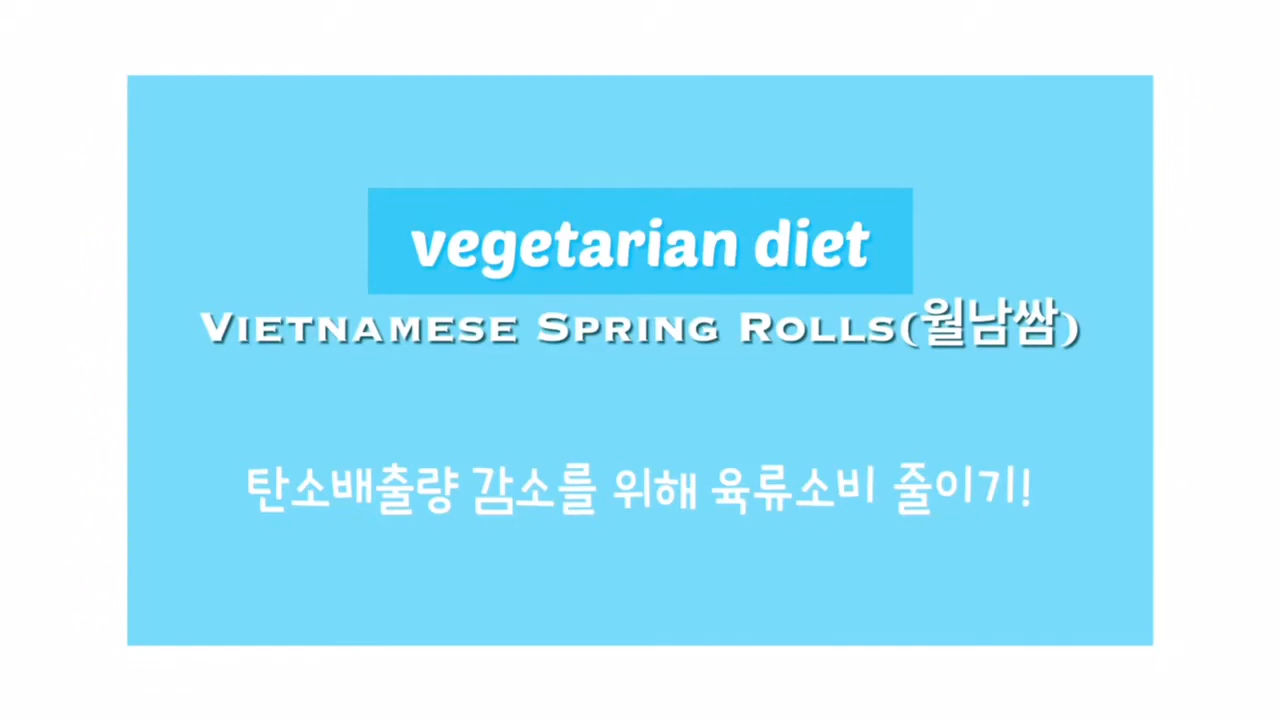 vegetarian diet
Vietnamese Spring Rolls(월남쌈)
탄소배출량 감소를 위해 육류소비 줄이기!